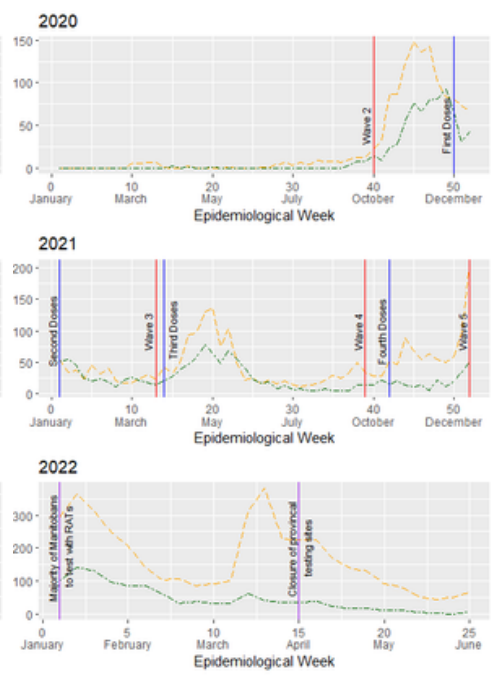 2020
150
100
50
0
Wave 2
First Doses
0 10 20 30 40 50
January March May July October December
Epidemiological Week
2021
200
150
100
50
0
Second Doses
Wave 3
Third Doses
Wave 4
Fourth Doses
Wave 5
0 10 20 30 40 50
January March May July October December
Epidemiological Week
2022
300
200
100
0
Majority of Manitobans
to test with RATs
Closure of provincal
testing sites
0 5 10 15 20 25
January February March April May June
Epidemiological Week